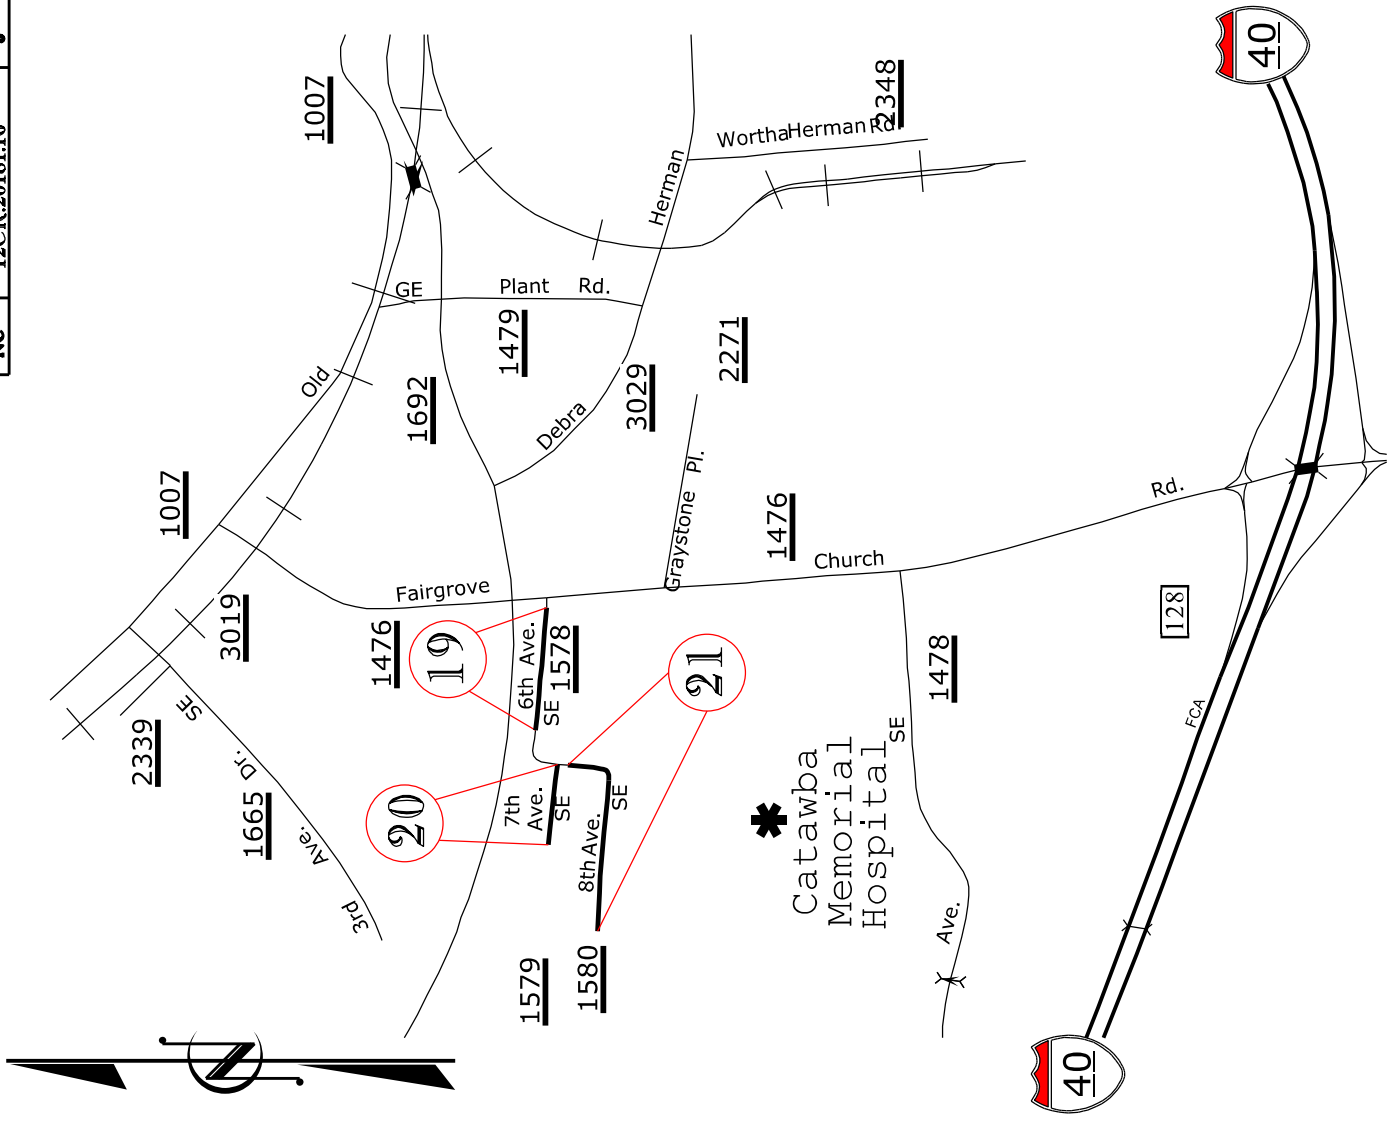 1007
2348
WorthaHerman Rd.
Herman
GE Plant Rd.
1479
2271
Old
1692
3029
Debra
1007
Graystone Pl.
1476
Rd.
Church
Fairgrove
3019
1476
19
6th Ave.
SE
1578
21
1478
128
SE
2339
Dr.
1665
Ave.
3rd
20
7th
Ave.
SE
8th Ave.
SE
1579
1580
Catawba
Memorial
Hospital
SE
Ave.
FCA
40
40
N